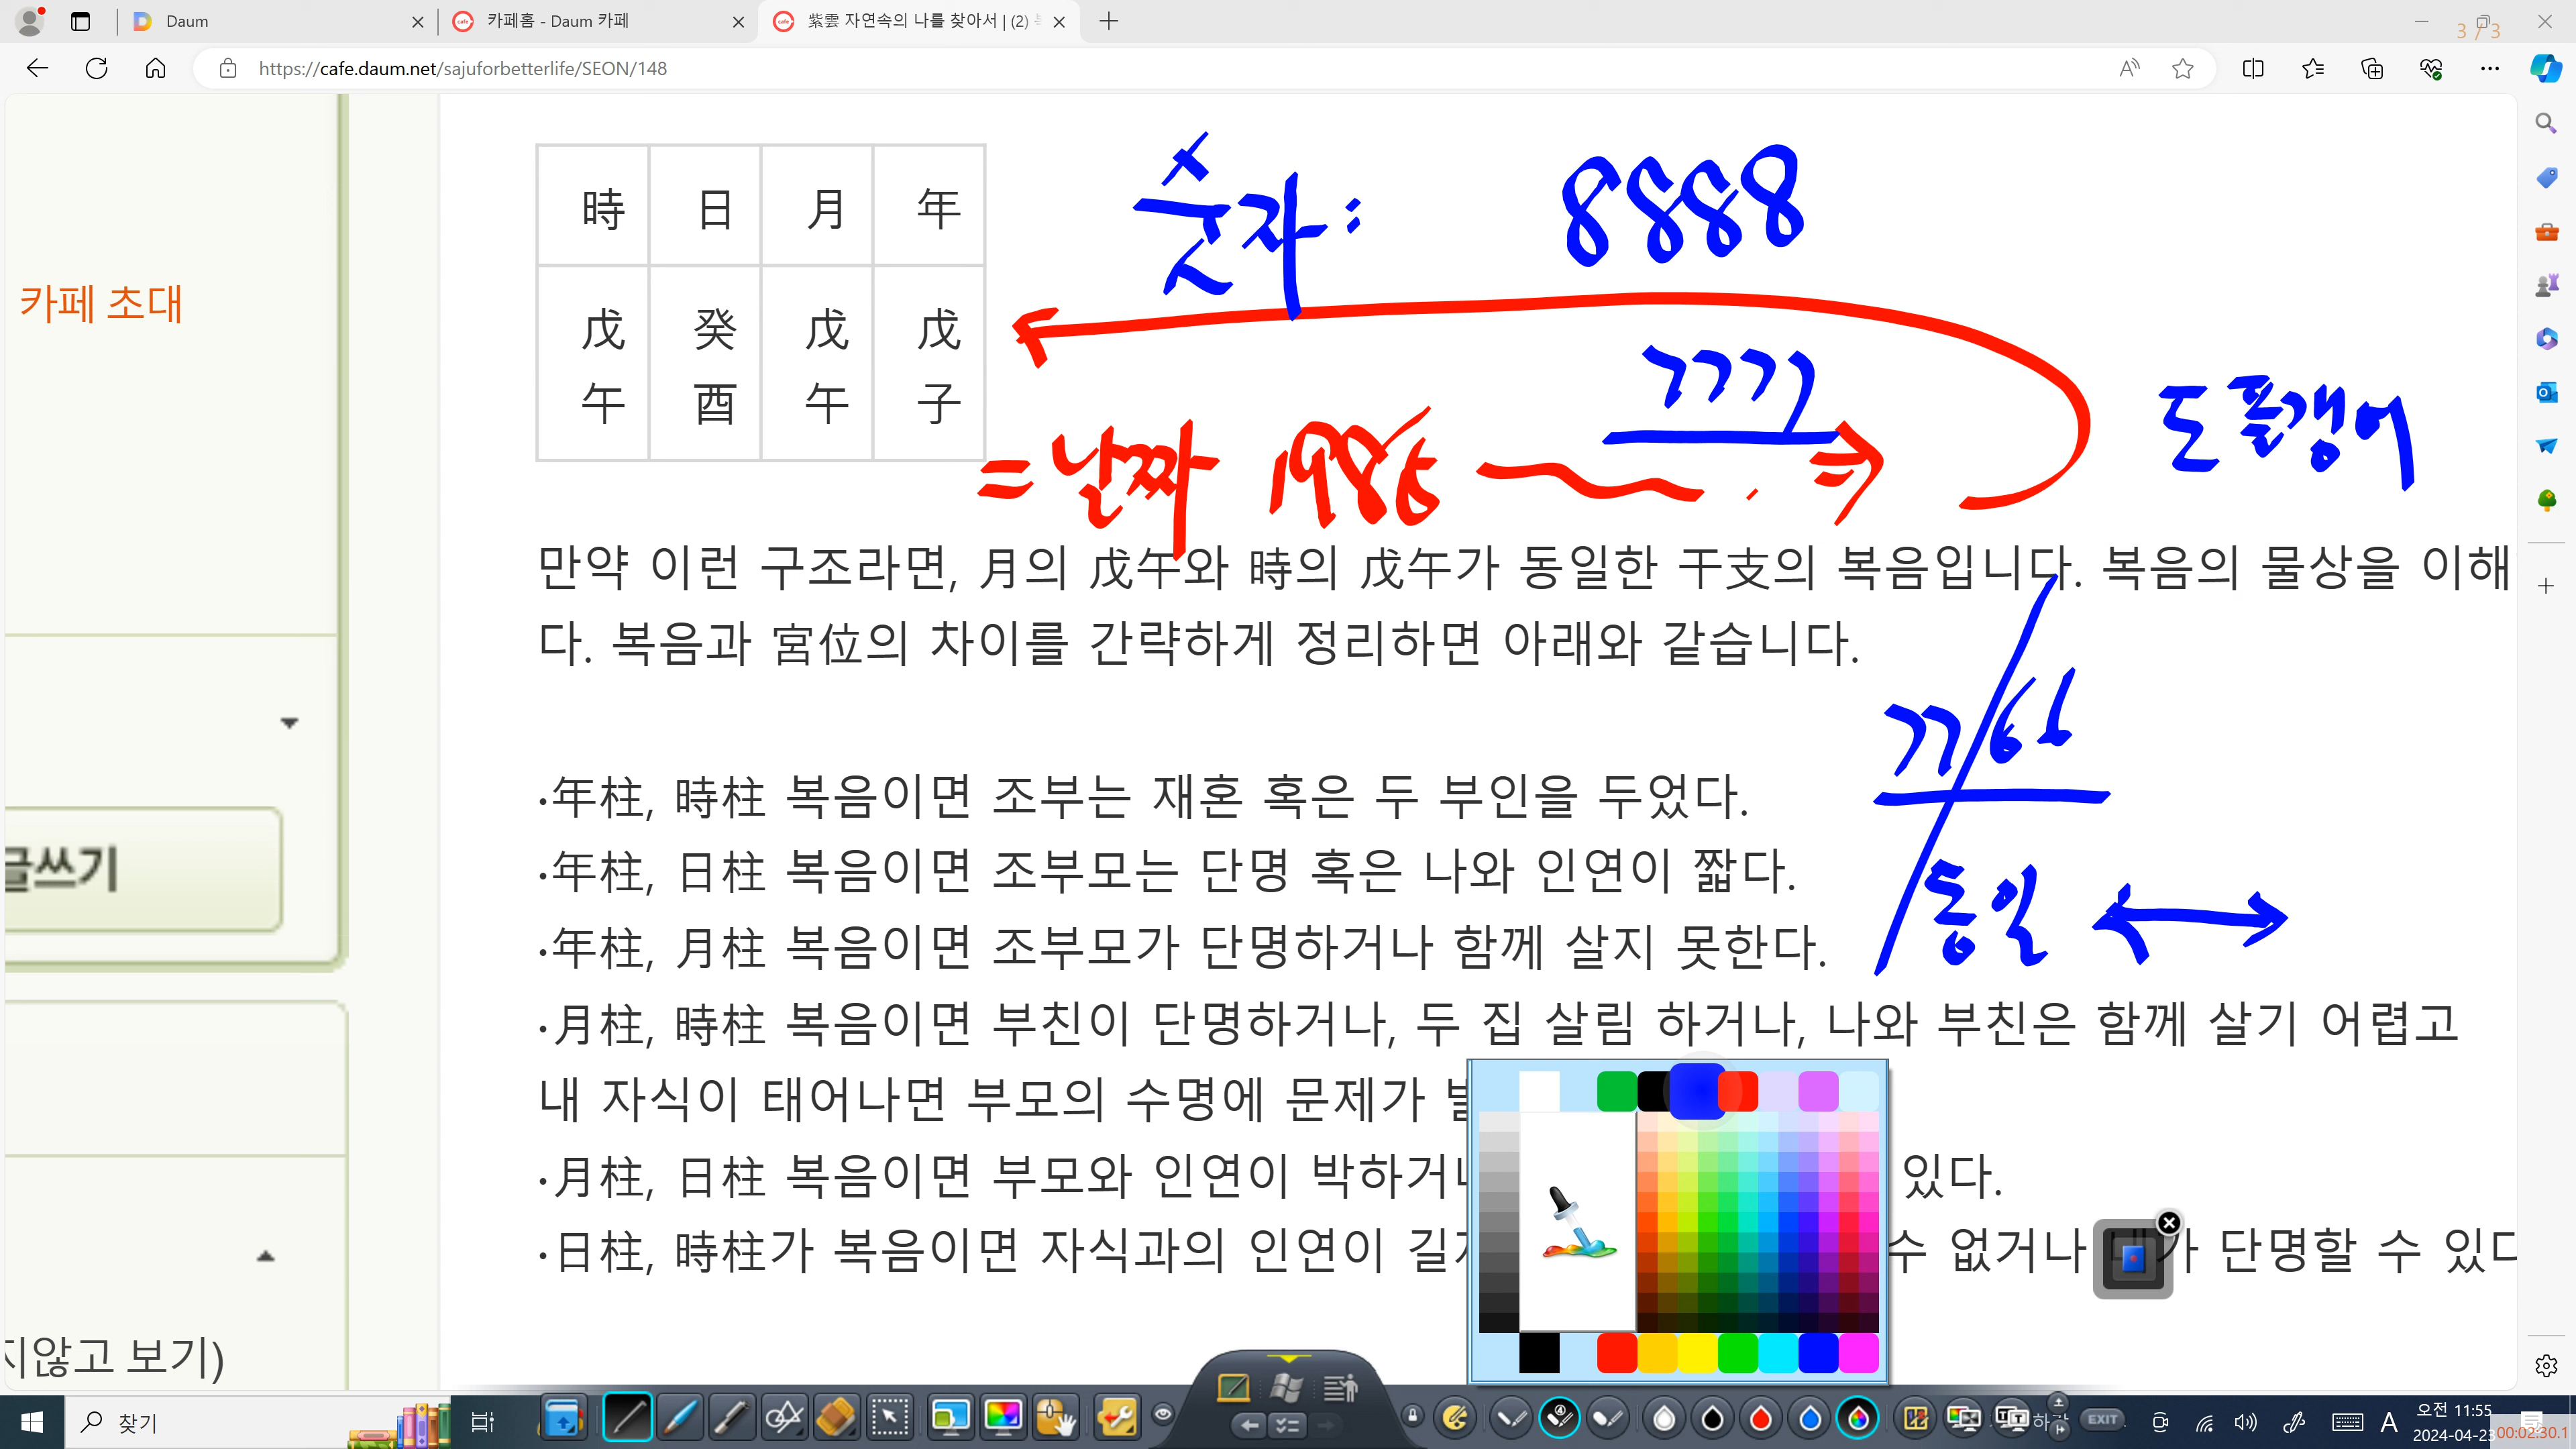 Daum
카페홈 - Daum 카페
紫雲 자연속의 나를 찾아서 | (2)
3 / 3
https://cafe.daum.net/sajuforbetterlife/SEON/148
카페 초대
글쓰기
지않고 보기)
時 日 月 年
戊 癸 戊 戊
午 酉 午 子
숫자 : 8888
7777
도플갱어
= 날짜 1986
만약 이런 구조라면, 月의 戊午와 時의 戊午가 동일한 干支의 복음입니다. 복음의 물상을 이해
다. 복음과 宮位의 차이를 간략하게 정리하면 아래와 같습니다.
77/66
동일
·年柱, 時柱 복음이면 조부는 재혼 혹은 두 부인을 두었다.
·年柱, 日柱 복음이면 조부모는 단명 혹은 나와 인연이 짧다.
·年柱, 月柱 복음이면 조부모가 단명하거나 함께 살지 못한다.
·月柱, 時柱 복음이면 부친이 단명하거나, 두 집 살림 하거나, 나와 부친은 함께 살기 어렵고
내 자식이 태어나면 부모의 수명에 문제가
·月柱, 日柱 복음이면 부모와 인연이 박하거 있다.
·日柱, 時柱가 복음이면 자식과의 인연이 수 없거나 가 단명할 수 있다
찾기
EXIT
A
오전 11:55
2024-04-23
00:02:30.1